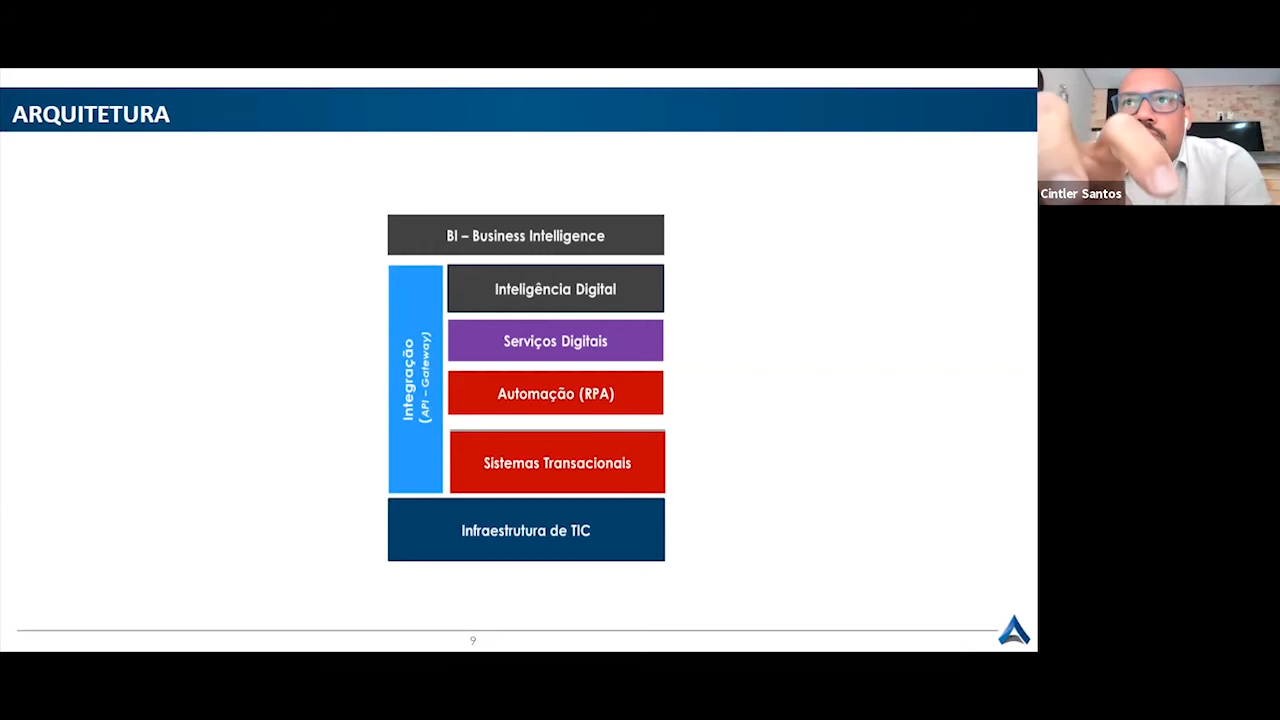 ARQUITETURA
Cintler Santos
BI – Business Intelligence
Integração
(API – Gateway)
Inteligência Digital
Serviços Digitais
Automação (RPA)
Sistemas Transacionais
Infraestrutura de TIC
9